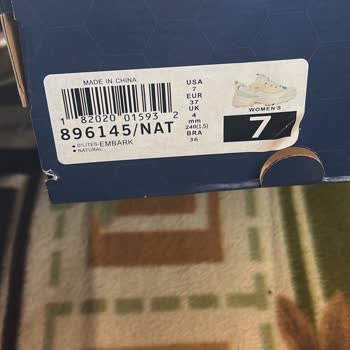 MADE IN CHINA
1 82020 01593 2
896145/NAT
• D'LITES-EMBARK
• NATURAL
USA
7
EUR
37
UK
4
mm
240(1.5)
BRA
36
WOMEN'S
7